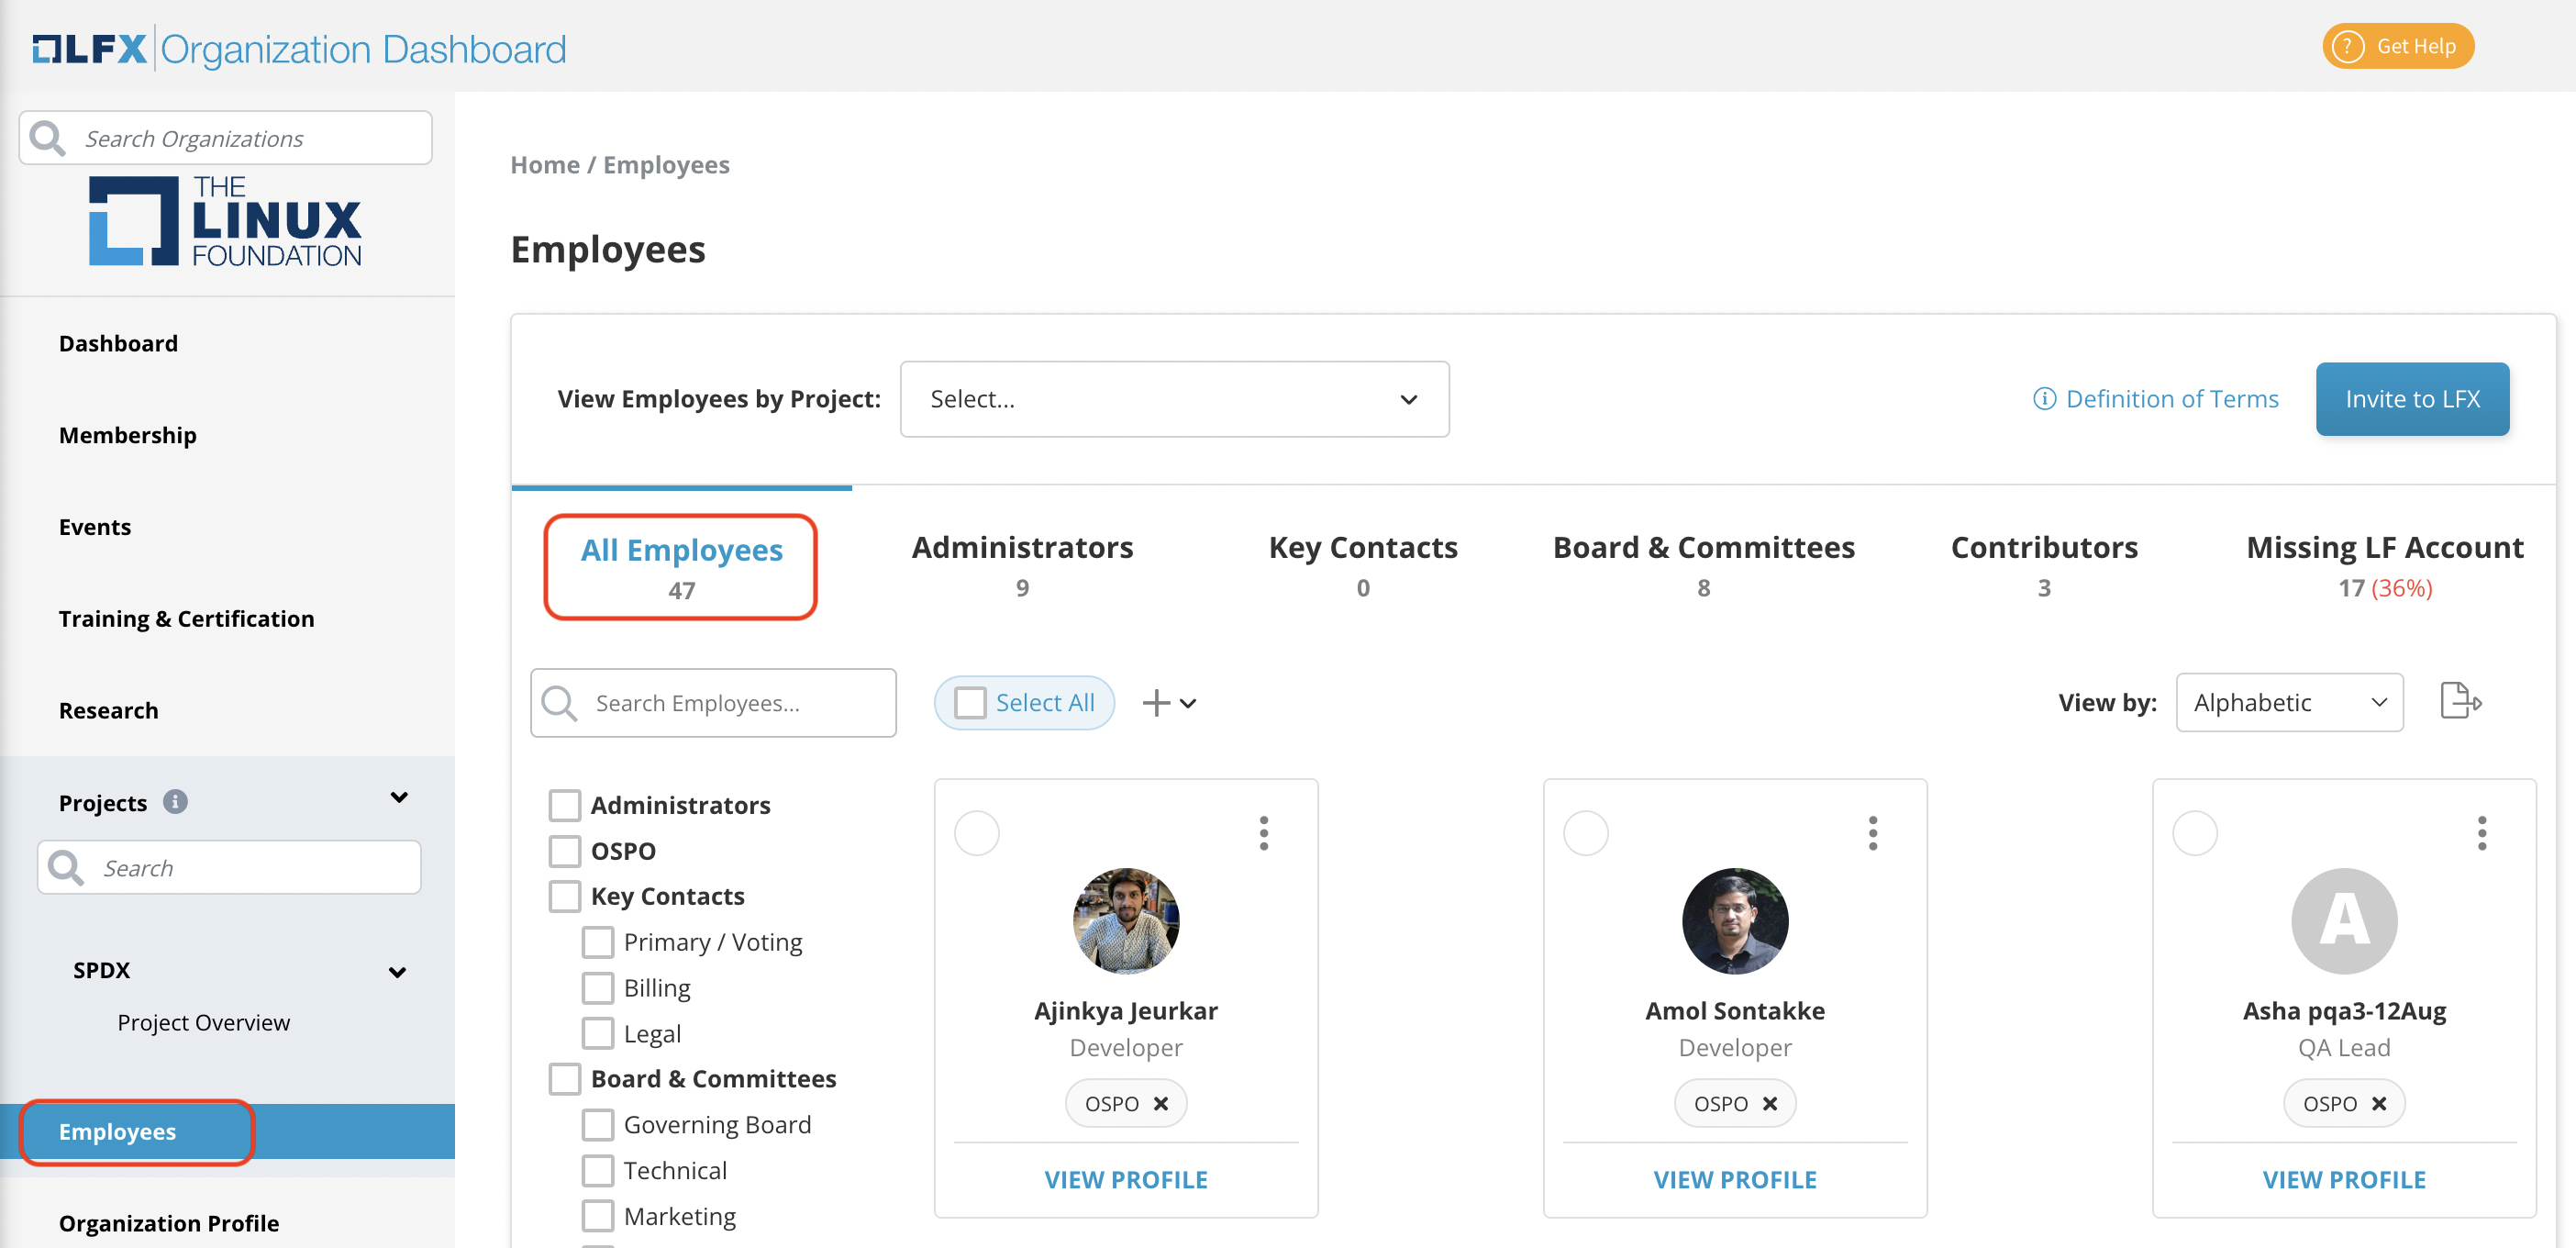 LFX Organization Dashboard
? Get Help
Search Organizations
THE
LINUX
FOUNDATION
Dashboard
Membership
Events
Training & Certification
Research
Projects i
Search
SPDX
Project Overview
Employees
Organization Profile
Home / Employees
Employees
View Employees by Project: Select...
i Definition of Terms
Invite to LFX
All Employees
47
Administrators
9
Key Contacts
0
Board & Committees
8
Contributors
3
Missing LF Account
17 (36%)
Search Employees...
Select All
View by: Alphabetic
Administrators
OSPO
Key Contacts
Primary / Voting
Billing
Legal
Board & Committees
Governing Board
Technical
Marketing
Ajinkya Jeurkar
Developer
OSPO
VIEW PROFILE
Amol Sontakke
Developer
OSPO
VIEW PROFILE
A
Asha pqa3-12Aug
QA Lead
OSPO
VIEW PROFILE